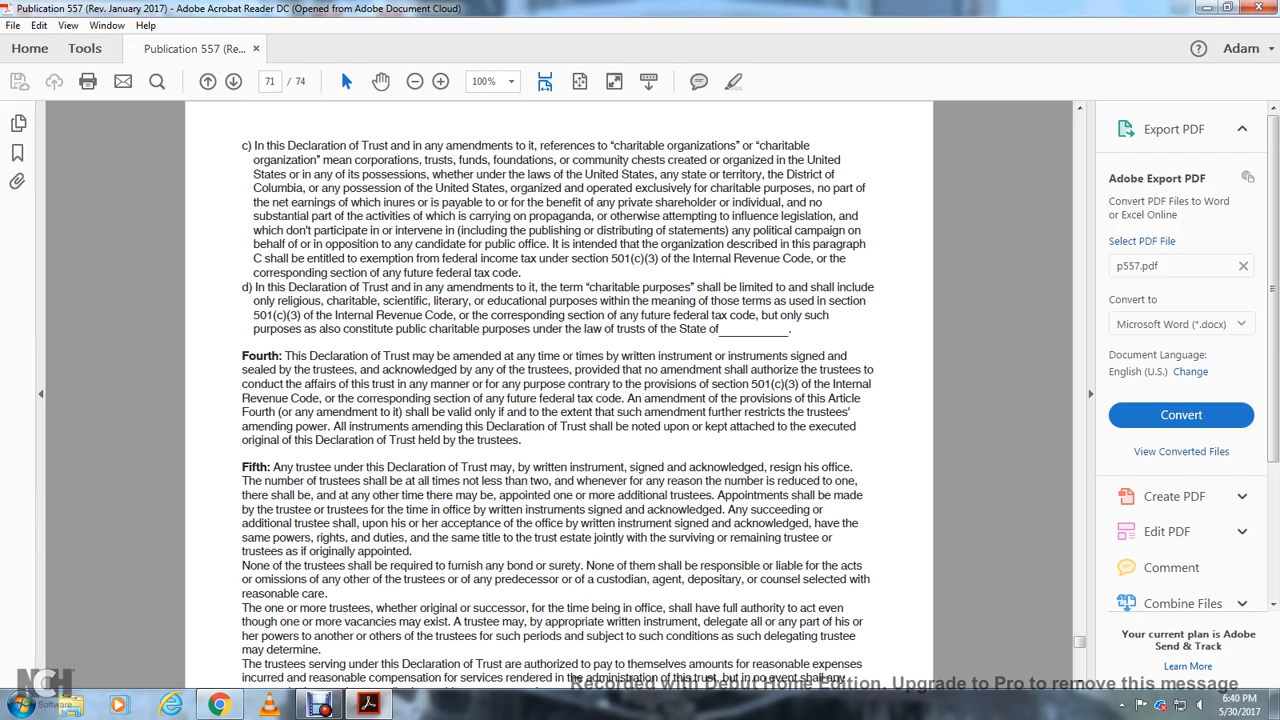 Publication 557 (Rev. January 2017) - Adobe Acrobat Reader DC (Opened from Adobe Document Cloud)
File Edit View Window Help
Home Tools Publication 557 (Re... × Adam
71 / 74 100%
c) In this Declaration of Trust and in any amendments to it, references to “charitable organizations” or “charitable
organization” mean corporations, trusts, funds, foundations, or community chests created or organized in the United
States or in any of its possessions, whether under the laws of the United States, any state or territory, the District of
Columbia, or any possession of the United States, organized and operated exclusively for charitable purposes, no part of
the net earnings of which inures or is payable to or for the benefit of any private shareholder or individual, and no
substantial part of the activities of which is carrying on propaganda, or otherwise attempting to influence legislation, and
which don't participate in or intervene in (including the publishing or distributing of statements) any political campaign on
behalf of or in opposition to any candidate for public office. It is intended that the organization described in this paragraph
C shall be entitled to exemption from federal income tax under section 501(c)(3) of the Internal Revenue Code, or the
corresponding section of any future federal tax code.
d) In this Declaration of Trust and in any amendments to it, the term “charitable purposes” shall be limited to and shall include
only religious, charitable, scientific, literary, or educational purposes within the meaning of those terms as used in section
501(c)(3) of the Internal Revenue Code, or the corresponding section of any future federal tax code, but only such
purposes as also constitute public charitable purposes under the law of trusts of the State of___________.
Fourth: This Declaration of Trust may be amended at any time or times by written instrument or instruments signed and
sealed by the trustees, and acknowledged by any of the trustees, provided that no amendment shall authorize the trustees to
conduct the affairs of this trust in any manner or for any purpose contrary to the provisions of section 501(c)(3) of the Internal
Revenue Code, or the corresponding section of any future federal tax code. An amendment of the provisions of this Article
Fourth (or any amendment to it) shall be valid only if and to the extent that such amendment further restricts the trustees'
amending power. All instruments amending this Declaration of Trust shall be noted upon or kept attached to the executed
original of this Declaration of Trust held by the trustees.
Fifth: Any trustee under this Declaration of Trust may, by written instrument, signed and acknowledged, resign his office.
The number of trustees shall be at all times not less than two, and whenever for any reason the number is reduced to one,
there shall be, and at any other time there may be, appointed one or more additional trustees. Appointments shall be made
by the trustee or trustees for the time in office by written instruments signed and acknowledged. Any succeeding or
additional trustee shall, upon his or her acceptance of the office by written instrument signed and acknowledged, have the
same powers, rights, and duties, and the same title to the trust estate jointly with the surviving or remaining trustee or
trustees as if originally appointed.
None of the trustees shall be required to furnish any bond or surety. None of them shall be responsible or liable for the acts
or omissions of any other of the trustees or of any predecessor or of a custodian, agent, depositary, or counsel selected with
reasonable care.
The one or more trustees, whether original or successor, for the time being in office, shall have full authority to act even
though one or more vacancies may exist. A trustee may, by appropriate written instrument, delegate all or any part of his or
her powers to another or others of the trustees for such periods and subject to such conditions as such delegating trustee
may determine.
The trustees serving under this Declaration of Trust are authorized to pay to themselves amounts for reasonable expenses
incurred and reasonable compensation for services rendered in the administration of this trust, but in no event shall any
Export PDF
Adobe Export PDF
Convert PDF Files to Word
or Excel Online
Select PDF File
p557.pdf
Convert to
Microsoft Word (*.docx)
Document Language:
English (U.S.) Change
Convert
View Converted Files
Create PDF
Edit PDF
Comment
Combine Files
Your current plan is Adobe
Send & Track
Learn More
Recorded with Debut Home Edition. Upgrade to Pro to remove this message
NCH
Software
6:40 PM
5/30/2017